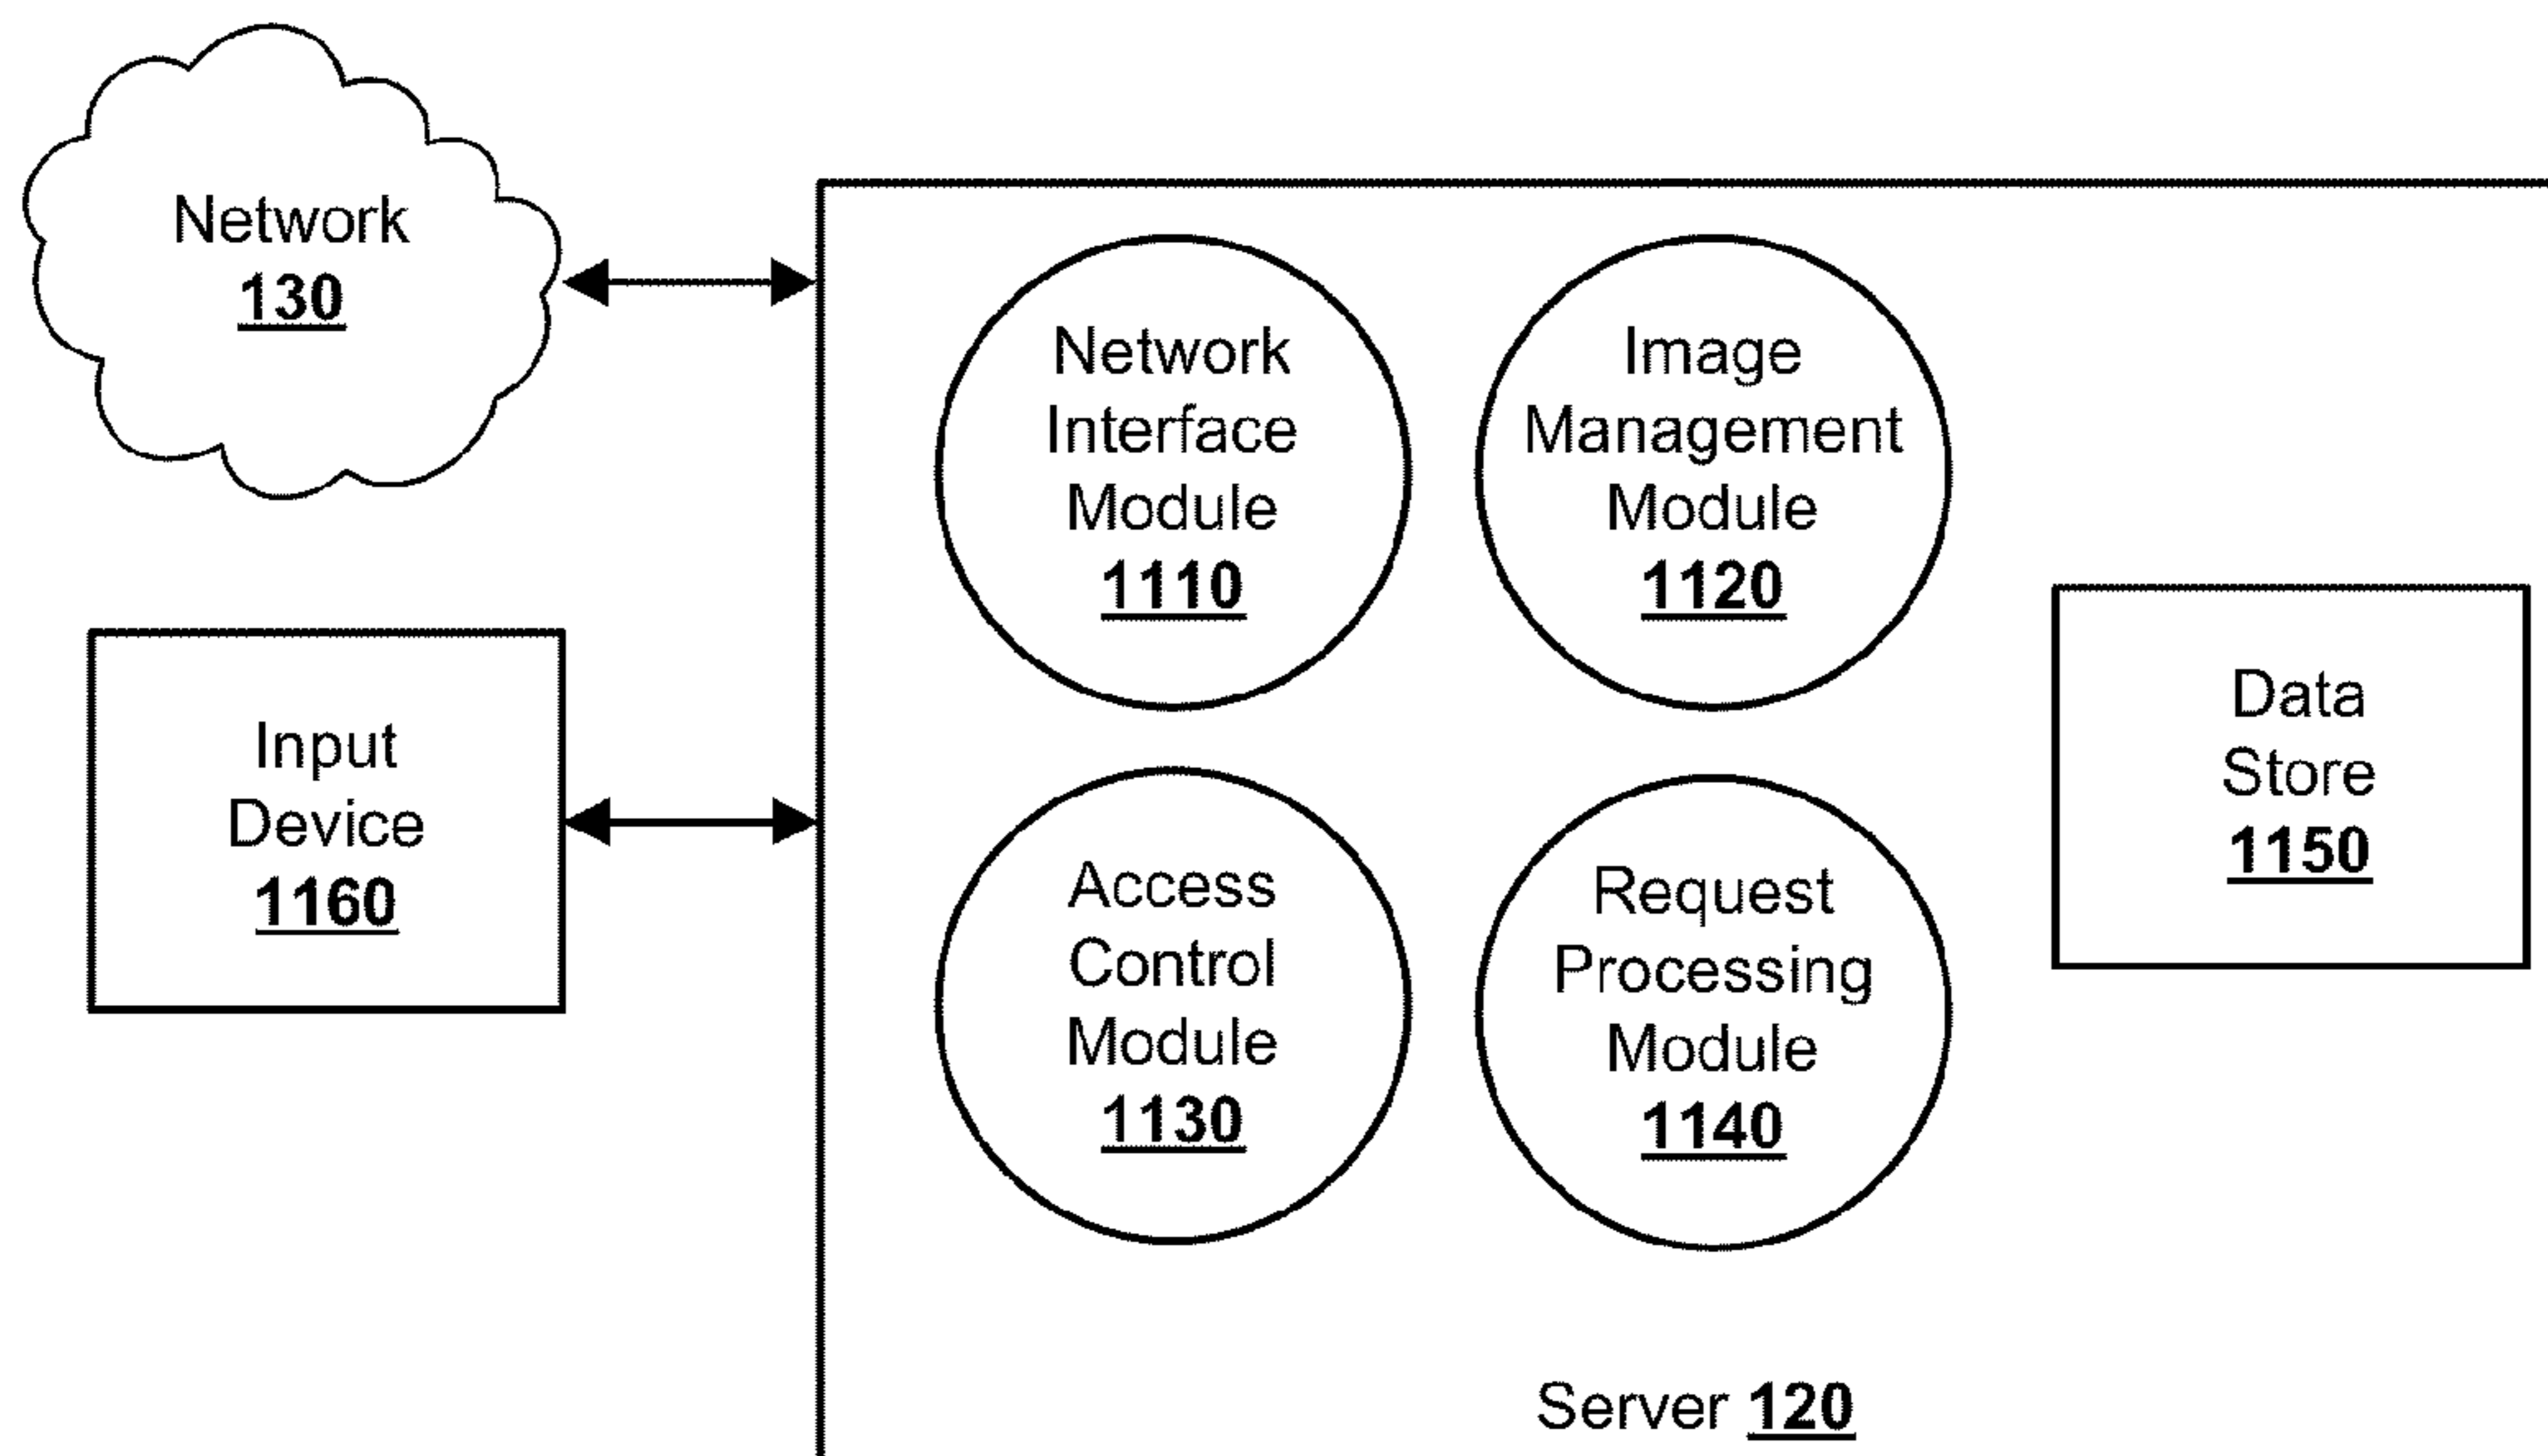 Network
130
Network
Interface
Module
1110
Image
Management
Module
1120
Input
Device
1160
Data
Store
1150
Access
Control
Module
1130
Request
Processing
Module
1140
Server 120